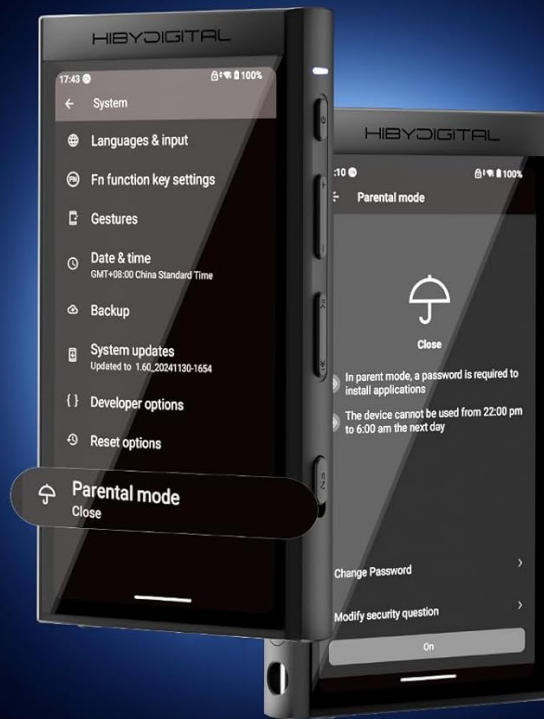 HIBYDIGITAL
17:43
100%
System
Languages & input
Fn function key settings
Gestures
Date & time
GMT+08:00 China Standard Time
Backup
System updates
Updated to 1.60_20241130-1654
Developer options
Reset options
Parental mode
Close
HIBYDIGITAL
:10
100%
Parental mode
Close
In parent mode, a password is required to
install applications
The device cannot be used from 22:00 pm
to 6:00 am the next day
Change Password
Modify security question
On